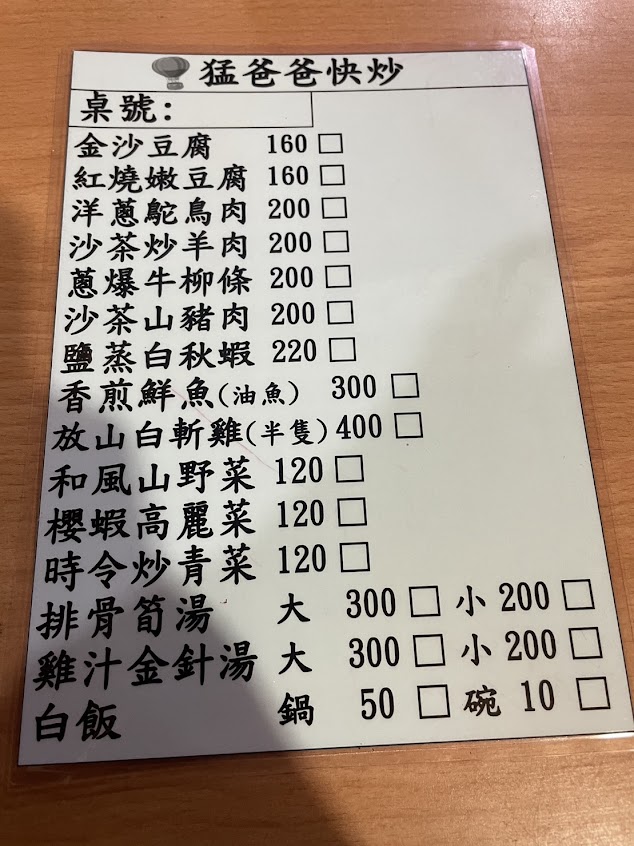 猛爸爸快炒
桌號:
金沙豆腐 160 □
紅燒嫩豆腐 160 □
洋蔥鴕鳥肉 200 □
沙茶炒羊肉 200 □
蔥爆牛柳條 200 □
沙茶山豬肉 200 □
鹽蒸白秋蝦 220 □
香煎鮮魚(油魚) 300 □
放山白斬雞(半隻) 400 □
和風山野菜 120 □
櫻蝦高麗菜 120 □
時令炒青菜 120 □
排骨筍湯 大 300 □ 小 200 □
雞汁金針湯 大 300 □ 小 200 □
白飯 鍋 50 □ 碗 10 □